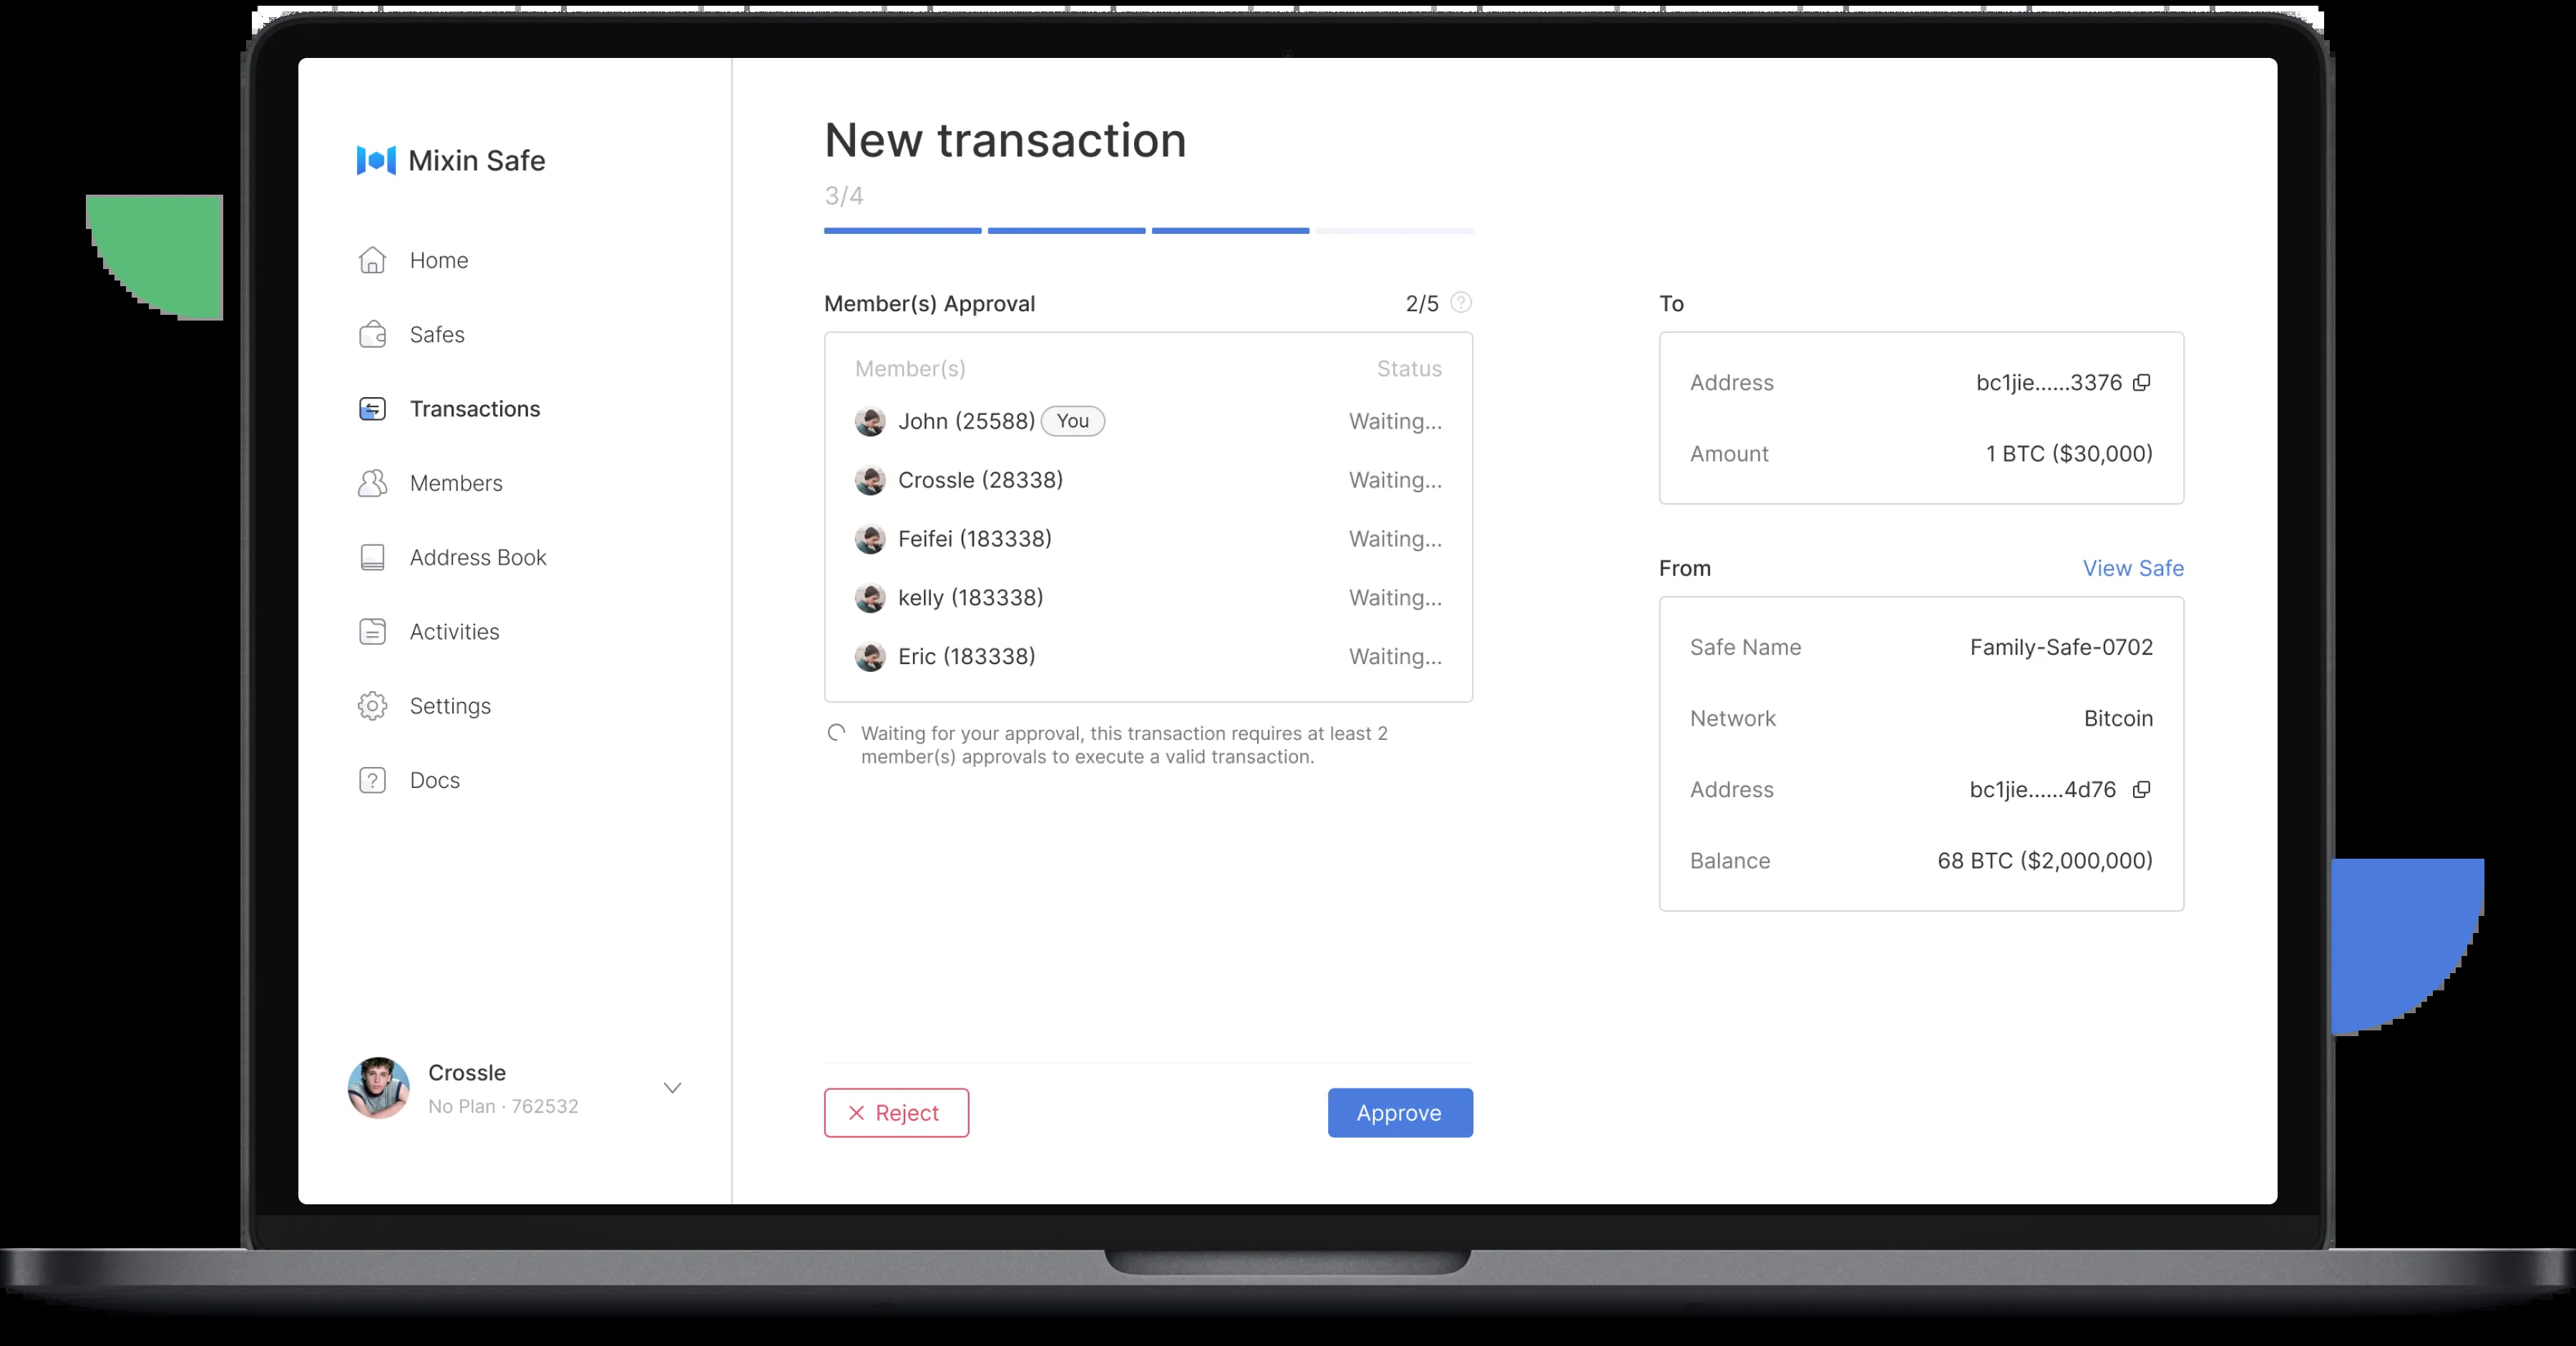 Mixin Safe
Home
Safes
Transactions
Members
Address Book
Activities
Settings
Docs
Crossle
No Plan · 762532
New transaction
3/4
Member(s) Approval 2/5 ?
Member(s) Status
John (25588) You Waiting...
Crossle (28338) Waiting...
Feifei (183338) Waiting...
kelly (183338) Waiting...
Eric (183338) Waiting...
Waiting for your approval, this transaction requires at least 2
member(s) approvals to execute a valid transaction.
Reject Approve
To
Address bc1jie......3376
Amount 1 BTC ($30,000)
From View Safe
Safe Name Family-Safe-0702
Network Bitcoin
Address bc1jie......4d76
Balance 68 BTC ($2,000,000)